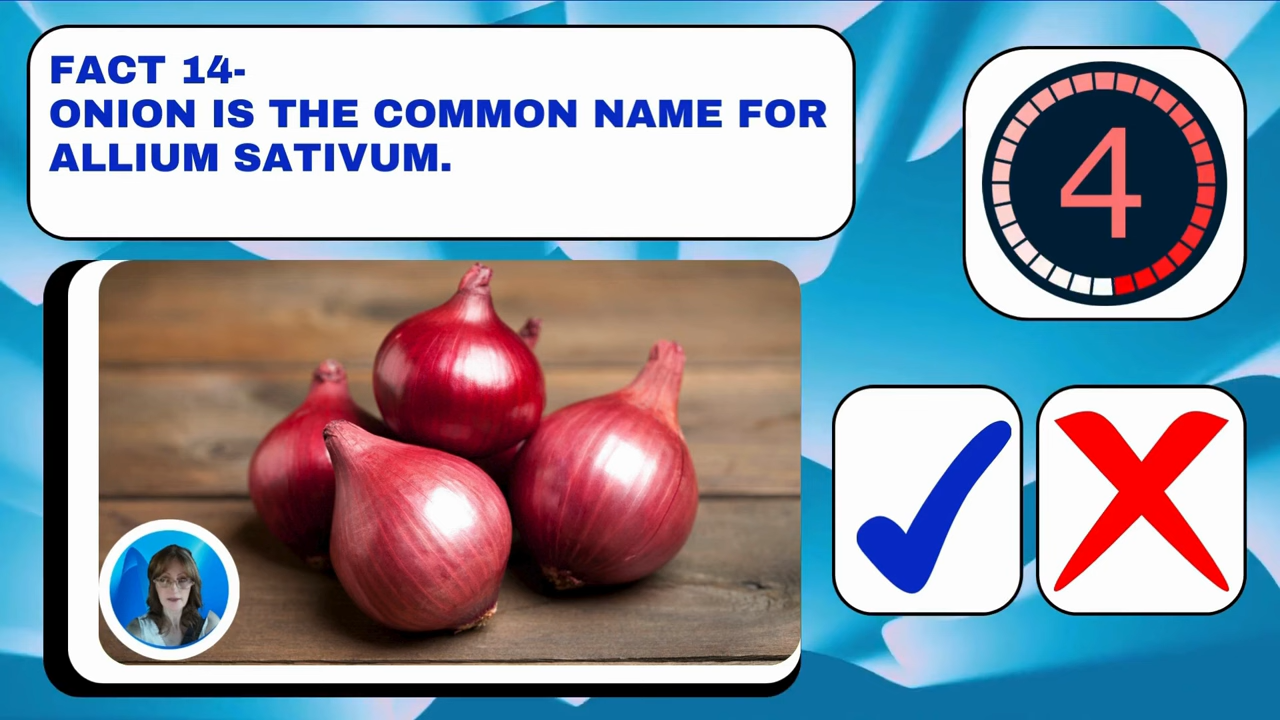 FACT 14-
ONION IS THE COMMON NAME FOR
ALLIUM SATIVUM.
4